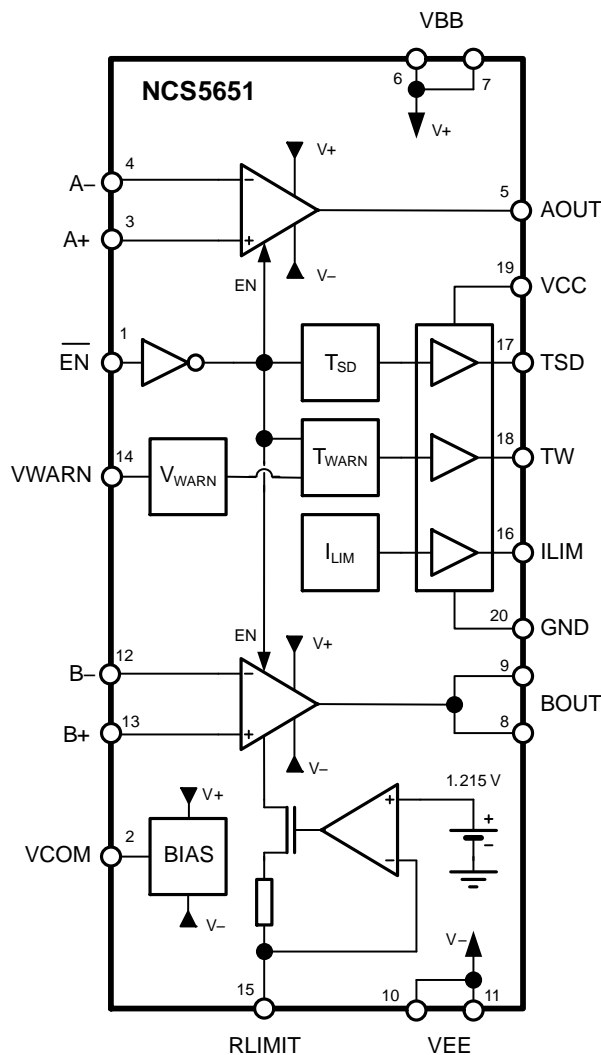 VBB
6
7
NCS5651
V+
4
A−
−
V+
5
AOUT
3
A+
+
V−
EN
19
VCC
1
EN
TSD
17
TSD
14
VWARN
VWARN
TWARN
18
TW
ILIM
16
ILIM
20
GND
EN
V+
12
B−
−
9
BOUT
13
B+
+
8
V−
1.215 V
V+
+
+
2
VCOM
BIAS
−
−
V−
V−
15
10
11
RLIMIT
VEE